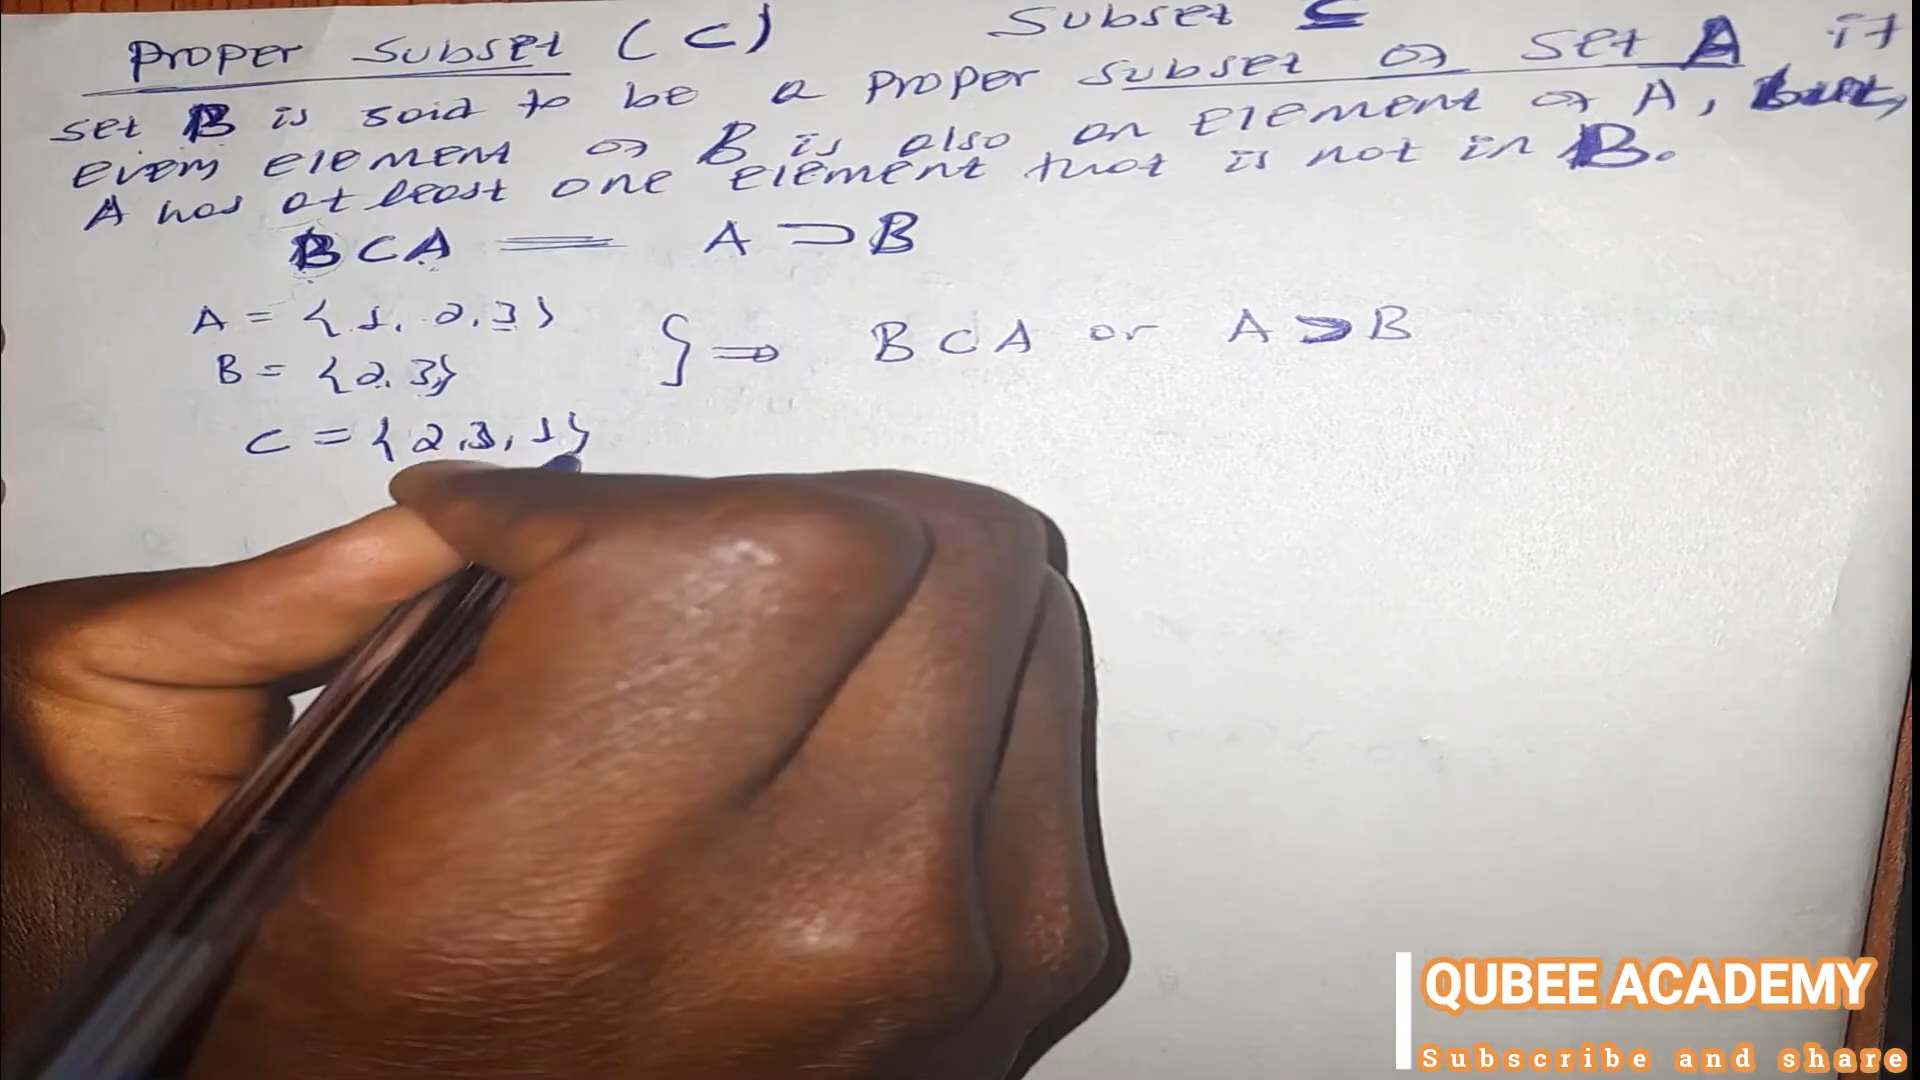 Proper subset (⊂) Subset ⊆
set B is said to be a proper subset of set A if
every element of B is also an element of A, but,
A has at least one element that is not in B.
B⊂A = A⊃B
A = {1, 2, 3} } ⇒ B⊂A or A⊃B
B = {2, 3}
C = {2, 3, 1}
QUBEE ACADEMY
Subscribe and share